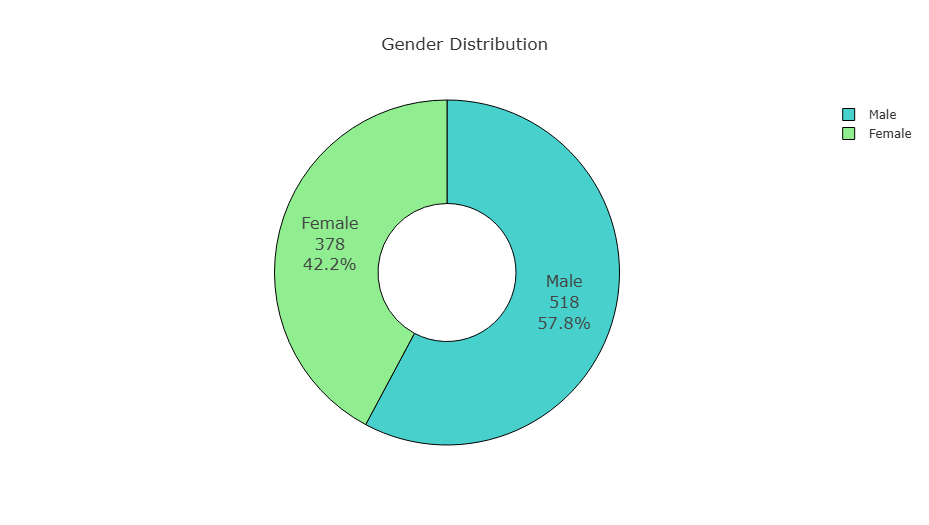 Gender Distribution
Male
Female
Female
378
42.2%
Male
518
57.8%